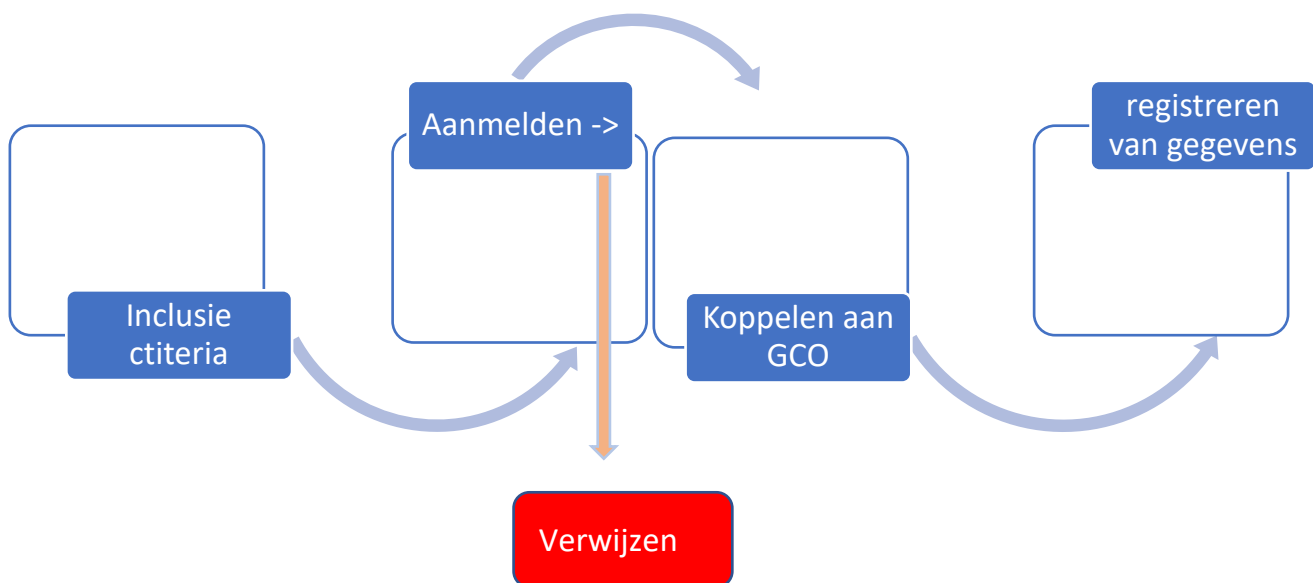 Inclusie
ctiteria
Aanmelden ->
Koppelen aan
GCO
registreren
van gegevens
Verwijzen